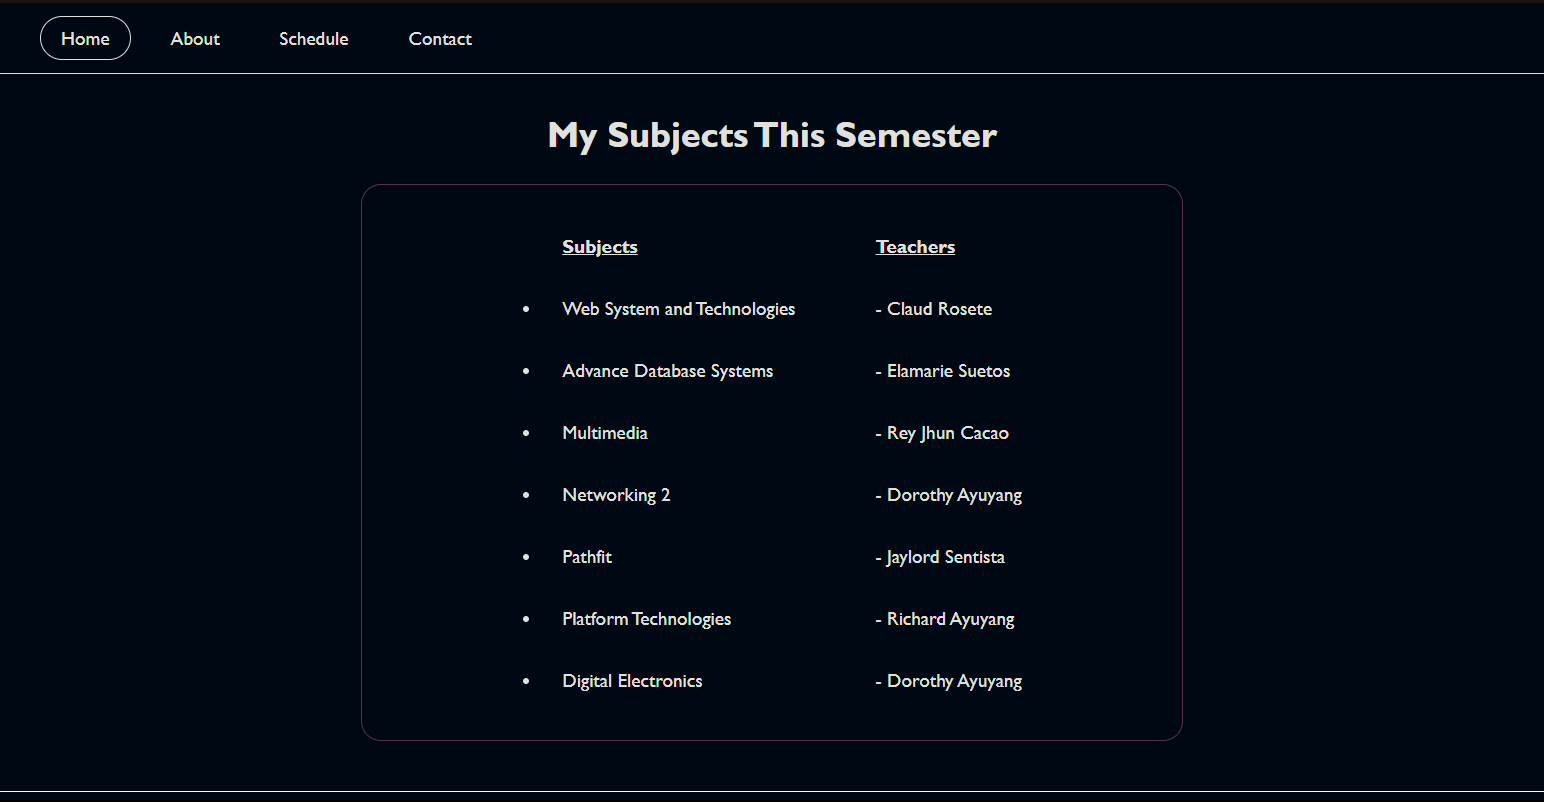 Home About Schedule Contact
My Subjects This Semester
Subjects Teachers
• Web System and Technologies - Claud Rosete
• Advance Database Systems - Elamarie Suetos
• Multimedia - Rey Jhun Cacao
• Networking 2 - Dorothy Ayuyang
• Pathfit - Jaylord Sentista
• Platform Technologies - Richard Ayuyang
• Digital Electronics - Dorothy Ayuyang